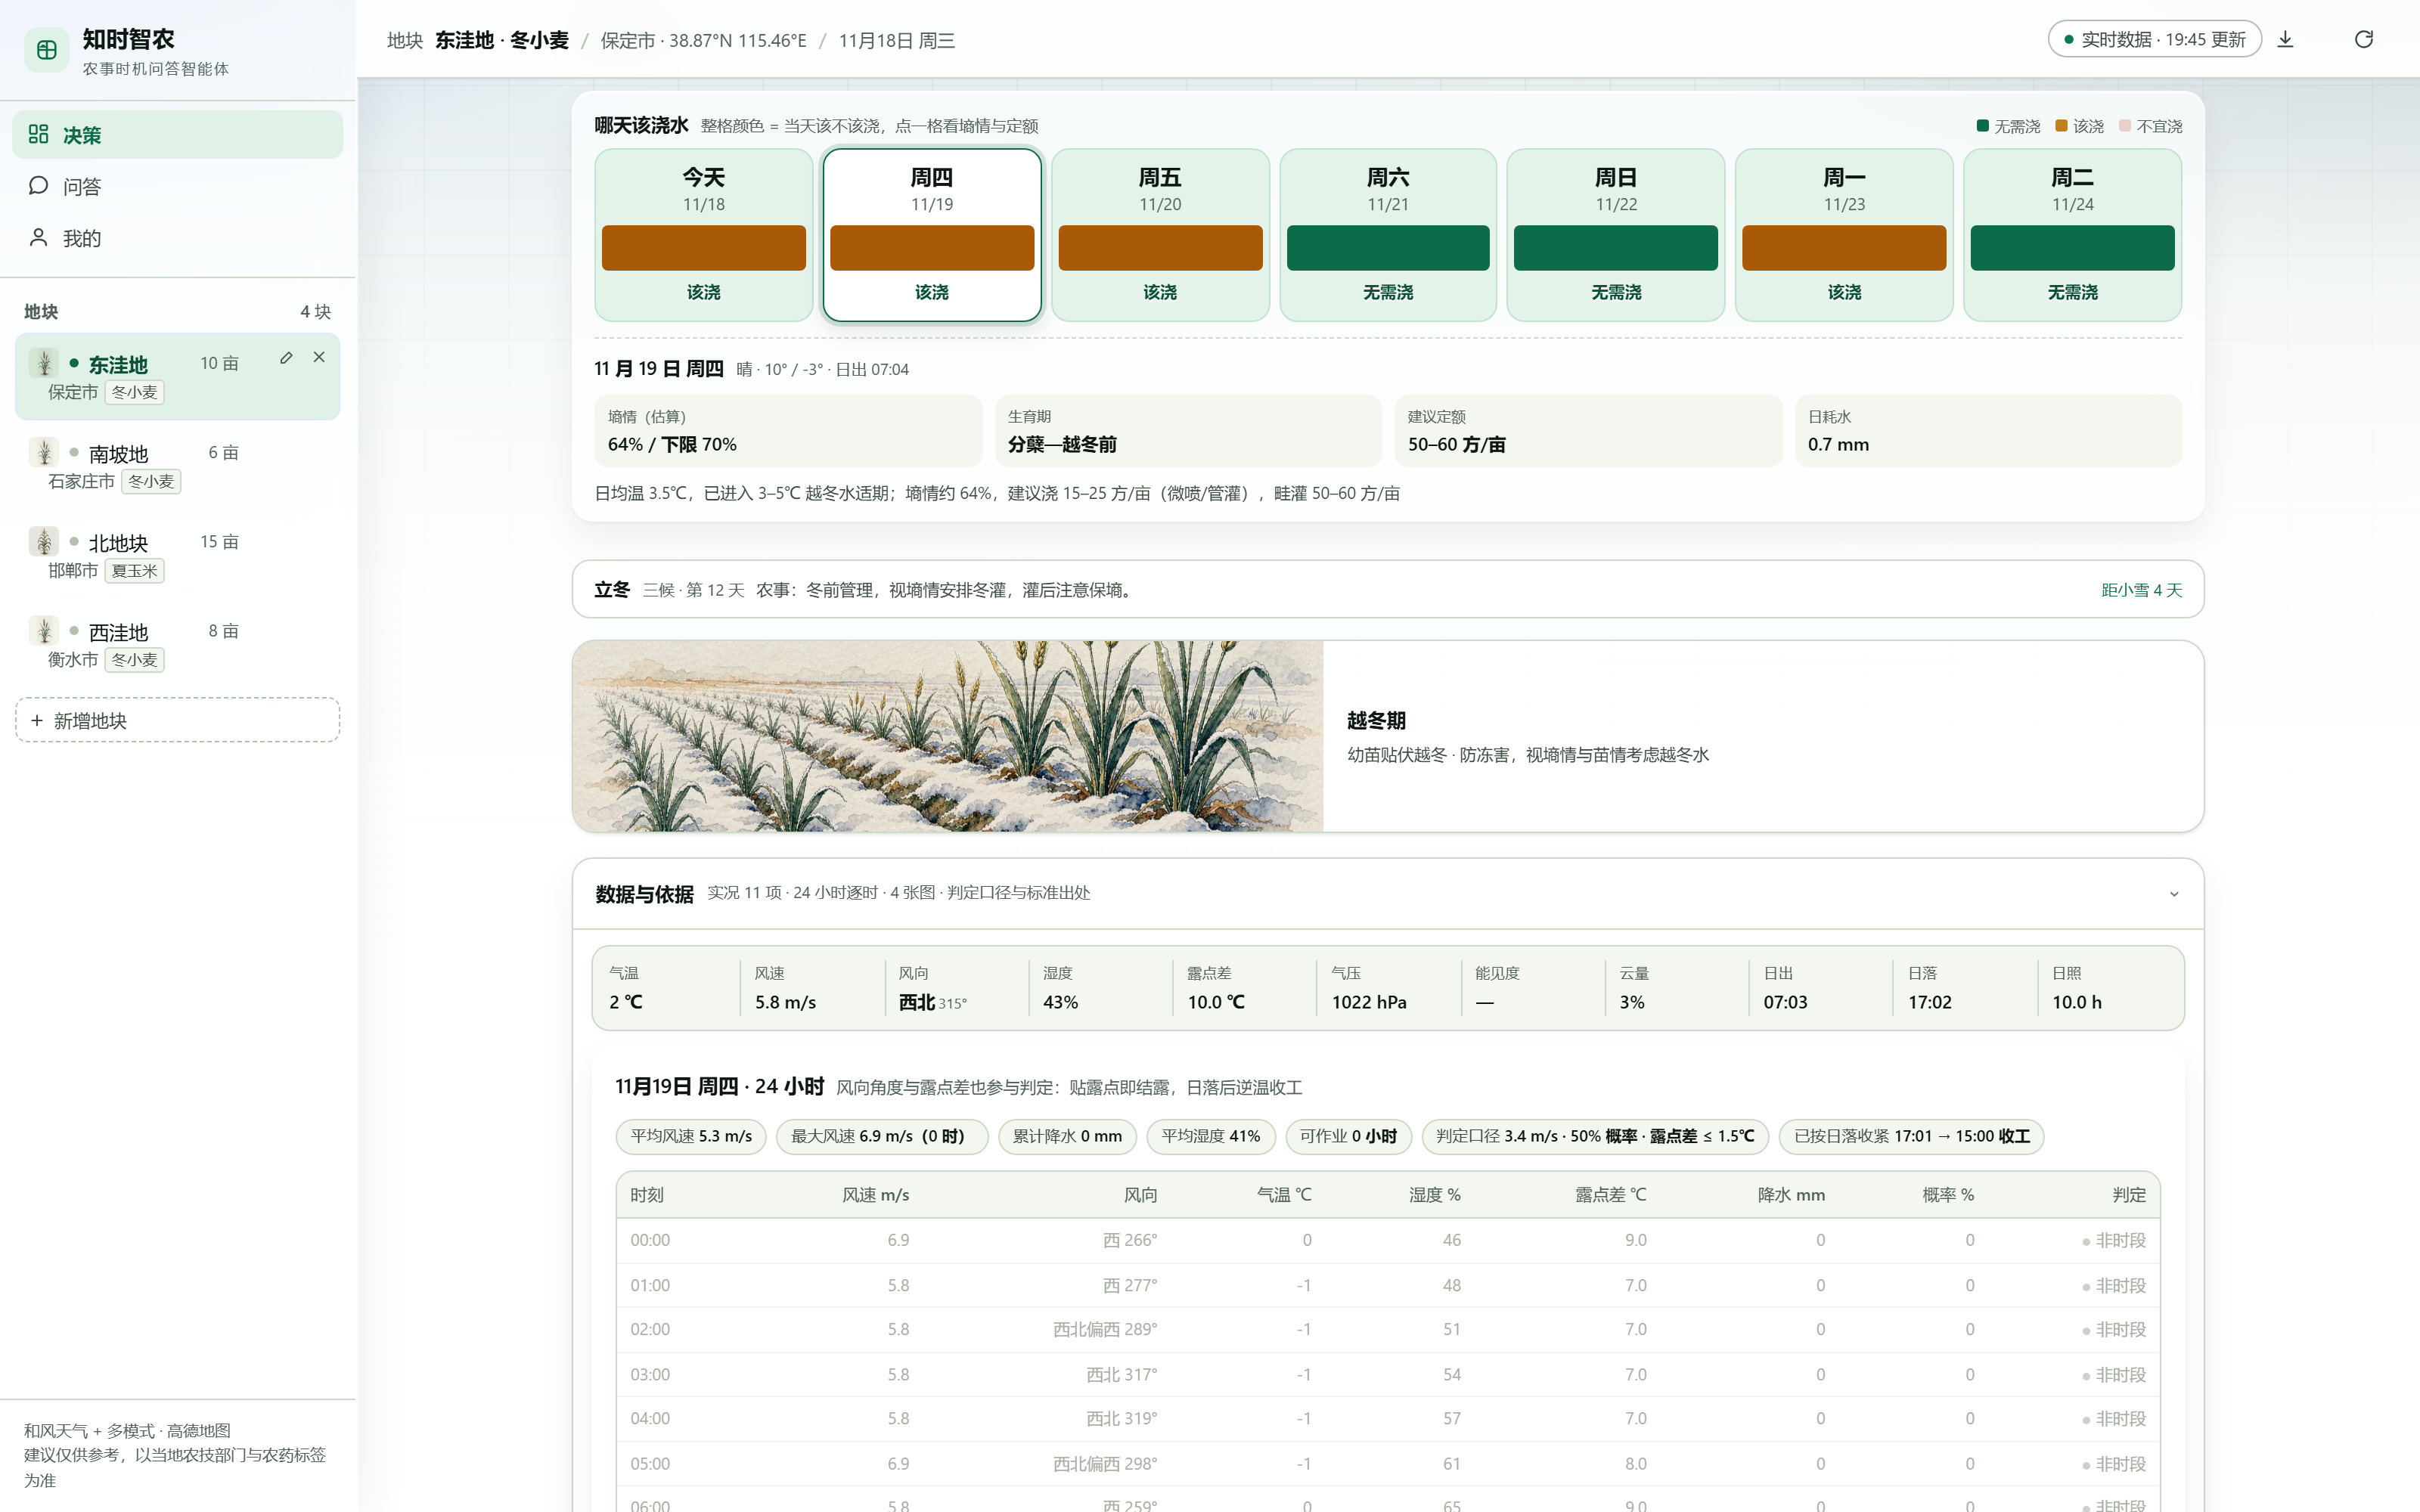 知时智农
农事时机问答智能体
决策
问答
我的
地块 4 块
东洼地 10 亩
保定市 冬小麦
南坡地 6 亩
石家庄市 冬小麦
北地块 15 亩
邯郸市 夏玉米
西洼地 8 亩
衡水市 冬小麦
+ 新增地块
和风天气 + 多模式 · 高德地图
建议仅供参考，以当地农技部门与农药标签
为准
地块 东洼地 · 冬小麦 / 保定市 · 38.87°N 115.46°E / 11月18日 周三
实时数据 · 19:45 更新
哪天该浇水 整格颜色 = 当天该不该浇，点一格看墒情与定额
无需浇 该浇 不宜浇
今天 周四 周五 周六 周日 周一 周二
11/18 11/19 11/20 11/21 11/22 11/23 11/24
该浇 该浇 该浇 无需浇 无需浇 该浇 无需浇
11 月 19 日 周四 晴 · 10° / -3° · 日出 07:04
墒情（估算） 生育期 建议定额 日耗水
64% / 下限 70% 分蘖—越冬前 50–60 方/亩 0.7 mm
日均温 3.5℃，已进入 3–5℃ 越冬水适期；墒情约 64%，建议浇 15–25 方/亩（微喷/管灌），畦灌 50–60 方/亩
立冬 三候 · 第 12 天 农事：冬前管理，视墒情安排冬灌，灌后注意保墒。 距小雪 4 天
越冬期
幼苗贴伏越冬 · 防冻害，视墒情与苗情考虑越冬水
数据与依据 实况 11 项 · 24 小时逐时 · 4 张图 · 判定口径与标准出处
气温 风速 风向 湿度 露点差 气压 能见度 云量 日出 日落 日照
2 ℃ 5.8 m/s 西北 315° 43% 10.0 ℃ 1022 hPa — 3% 07:03 17:02 10.0 h
11月19日 周四 · 24 小时 风向角度与露点差也参与判定：贴露点即结露，日落后逆温收工
平均风速 5.3 m/s 最大风速 6.9 m/s（0 时） 累计降水 0 mm 平均湿度 41% 可作业 0 小时 判定口径 3.4 m/s · 50% 概率 · 露点差 ≤ 1.5℃ 已按日落收紧 17:01 → 15:00 收工
时刻 风速 m/s 风向 气温 ℃ 湿度 % 露点差 ℃ 降水 mm 概率 % 判定
00:00 6.9 西 266° 0 46 9.0 0 0 非时段
01:00 5.8 西 277° -1 48 7.0 0 0 非时段
02:00 5.8 西北偏西 289° -1 51 7.0 0 0 非时段
03:00 5.8 西北 317° -1 54 7.0 0 0 非时段
04:00 5.8 西北 319° -1 57 7.0 0 0 非时段
05:00 6.9 西北偏西 298° -1 61 8.0 0 0 非时段
06:00 5.8 西 259° 0 65 9.0 0 0 非时段